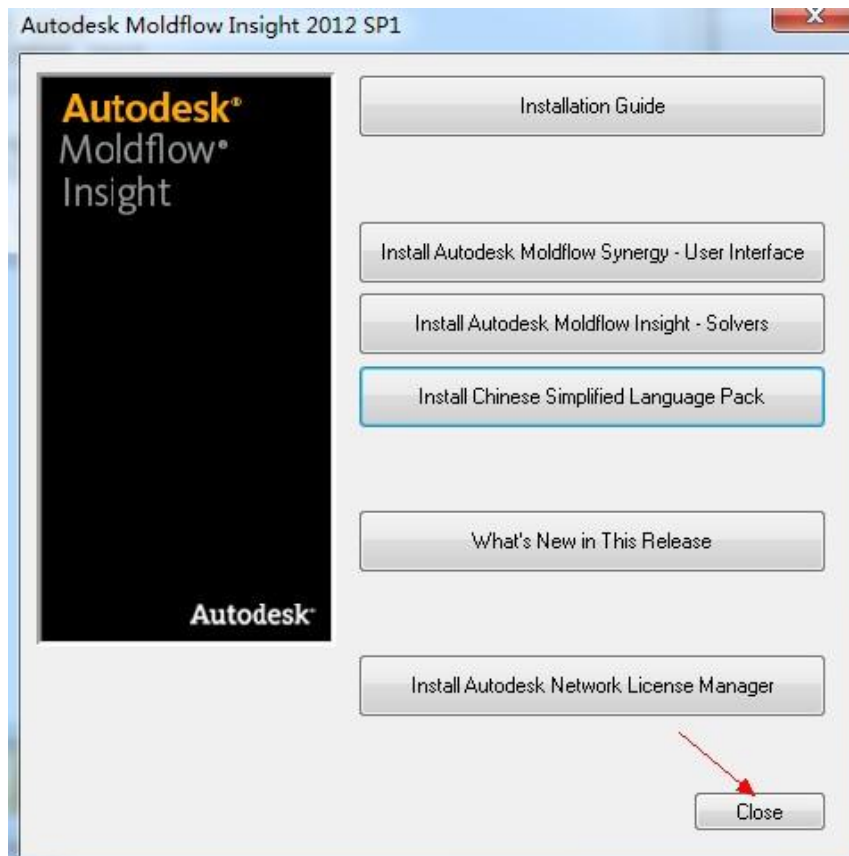 Autodesk Moldflow Insight 2012 SP1
Autodesk®
Moldflow®
Insight
Autodesk®
Installation Guide
Install Autodesk Moldflow Synergy - User Interface
Install Autodesk Moldflow Insight - Solvers
Install Chinese Simplified Language Pack
What's New in This Release
Install Autodesk Network License Manager
Close